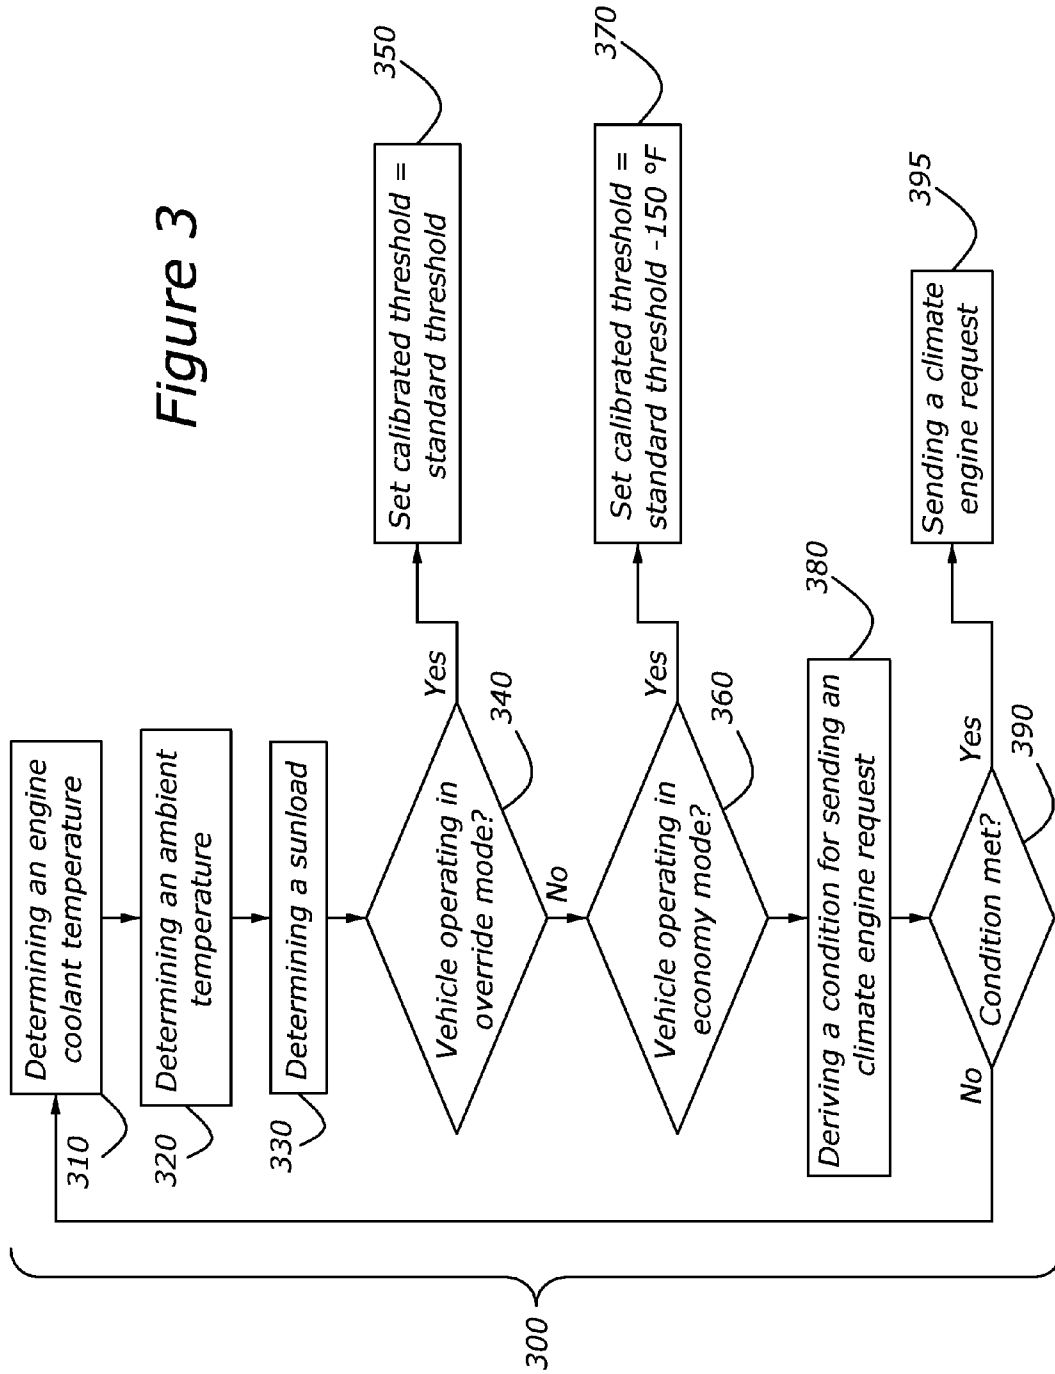 Figure 3
300
310
Determining an engine
coolant temperature
320
Determining an ambient
temperature
330
Determining a sunload
Vehicle operating in
override mode?
340
Yes
Set calibrated threshold =
standard threshold
350
No
Vehicle operating in
economy mode?
360
Yes
Set calibrated threshold =
standard threshold -150 °F
370
Deriving a condition for sending an
climate engine request
380
Condition met?
390
No
Yes
Sending a climate
engine request
395